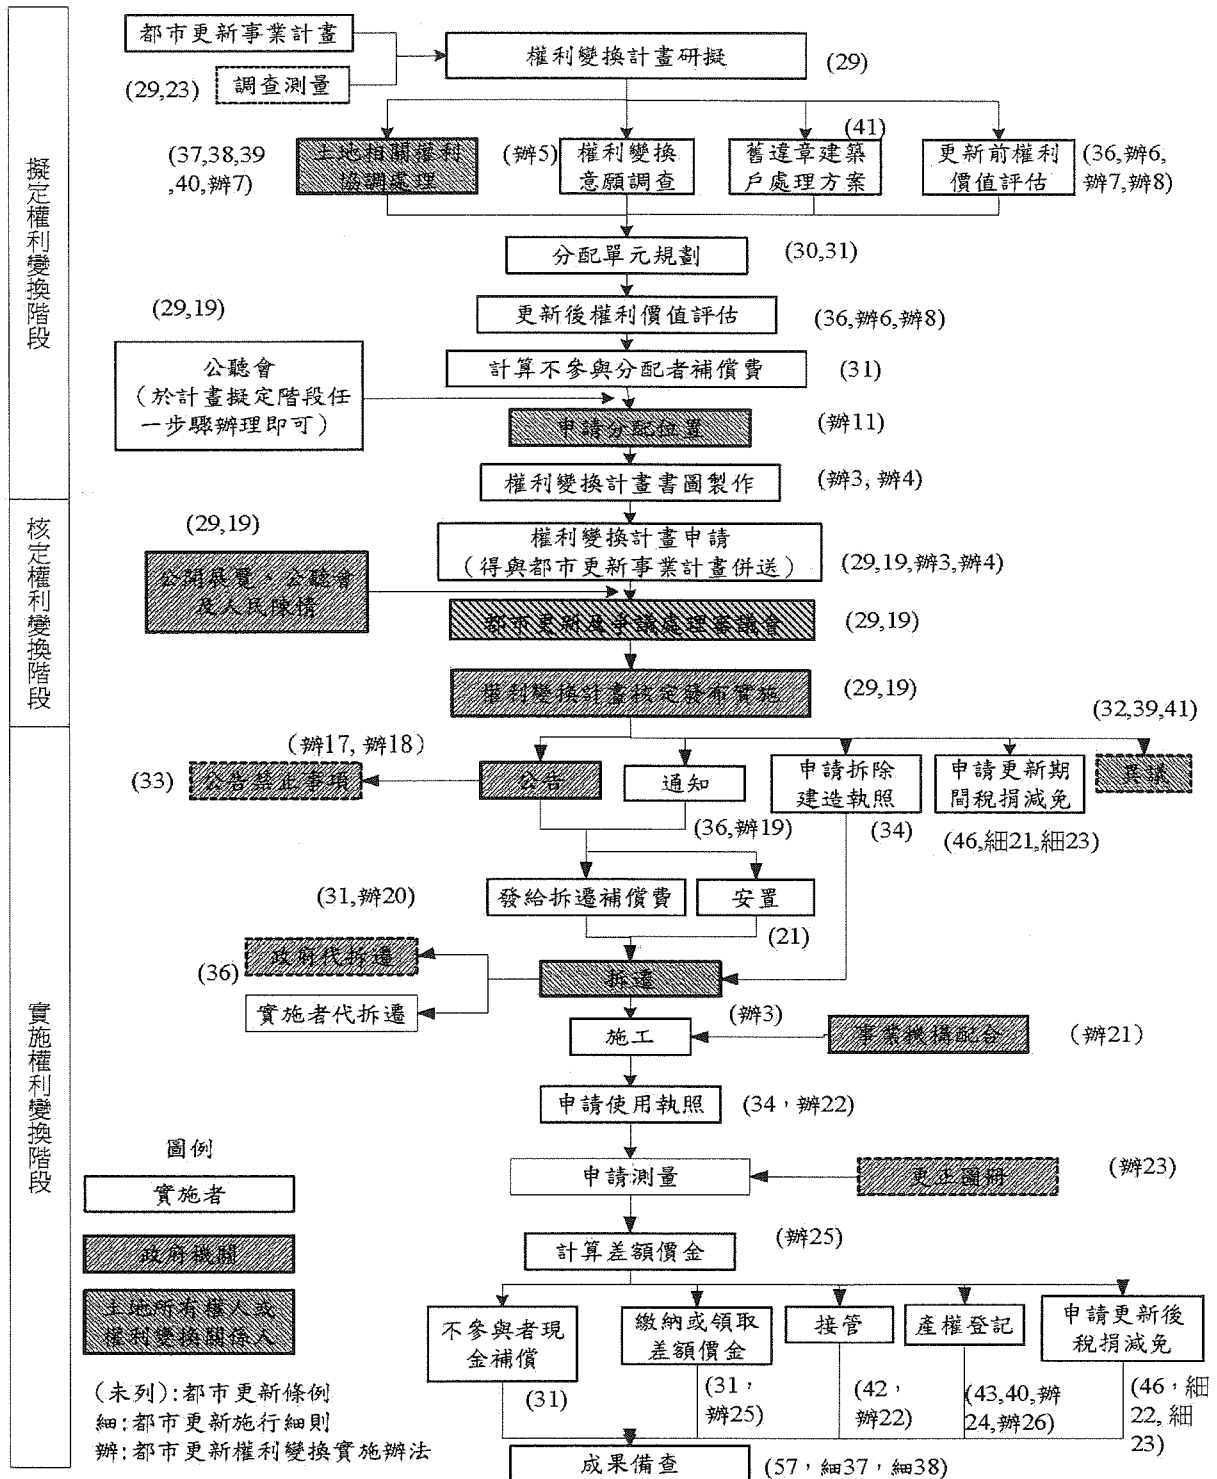 擬定權利變換階段
都市更新事業計畫
權利變換計畫研擬
(29)
(29,23)
調查測量
(37,38,39
,40,辦7)
土地相關權利
協調處理
(辦5)
權利變換
意願調查
(41)
舊違章建築
戶處理方案
更新前權利
價值評估
(36,辦6,
辦7,辦8)
分配單元規劃
(30,31)
(29,19)
更新後權利價值評估
(36,辦6,辦8)
公聽會
(於計畫擬定階段任
一步驟辦理即可)
計算不參與分配者補償費
(31)
申請分配位置
(辦11)
權利變換計畫書圖製作
(辦3, 辦4)
核定權利變換階段
(29,19)
權利變換計畫申請
(得與都市更新事業計畫併送)
(29,19,辦3,辦4)
公開展覽、公聽會
及人民陳情
都市更新及爭議處理審議會
(29,19)
權利變換計畫核定發布實施
(29,19)
實施權利變換階段
(32,39,41)
(辦17, 辦18)
(33)
公告禁止事項
公告
通知
申請拆除
建造執照
申請更新期
間稅捐減免
異議
(36,辦19)
(34)
(46,細21,細23)
(31,辦20)
發給拆遷補償費
安置
(21)
(36)
政府代拆遷
拆遷
實施者代拆遷
(辦3)
施工
事業機構配合
(辦21)
申請使用執照
(34,辦22)
申請測量
更正圖冊
(辦23)
計算差額價金
(辦25)
不參與者現
金補償
(31)
繳納或領取
差額價金
(31,
辦25)
接管
(42,
辦22)
產權登記
(43,40,辦
24,辦26)
申請更新後
稅捐減免
(46,細
22, 細
23)
成果備查
(57,細37,細38)
圖例
實施者
政府機關
土地所有權人或
權利變換關係人
(未列):都市更新條例
細:都市更新施行細則
辦:都市更新權利變換實施辦法